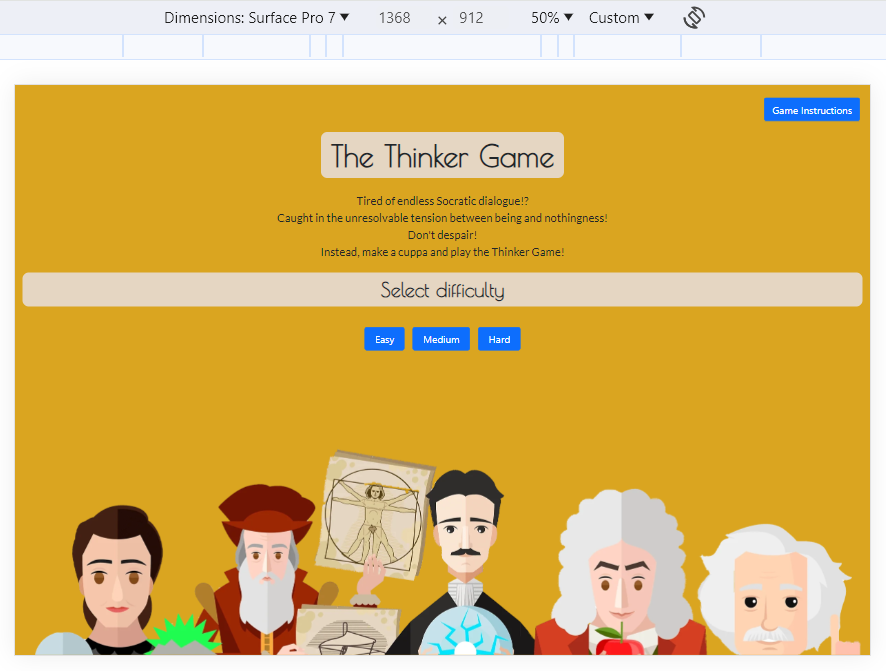 Dimensions: Surface Pro 7 1368 × 912 50% Custom
Game Instructions
The Thinker Game
Tired of endless Socratic dialogue!?
Caught in the unresolvable tension between being and nothingness!
Don't despair!
Instead, make a cuppa and play the Thinker Game!
Select difficulty
Easy Medium Hard